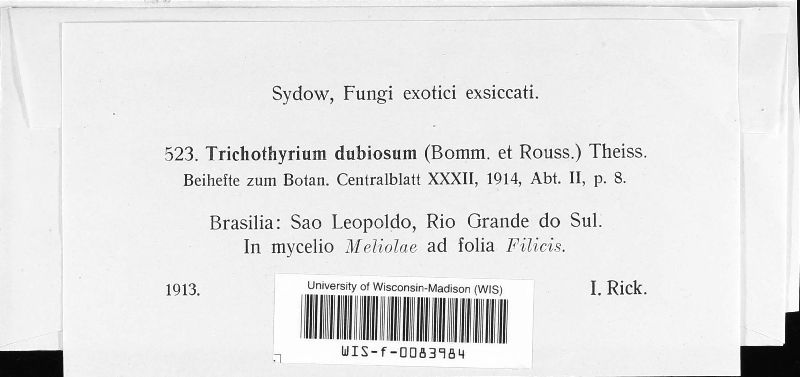 Sydow, Fungi exotici exsiccati.
523. Trichothyrium dubiosum (Bomm. et Rouss.) Theiss.
Beihefte zum Botan. Centralblatt XXXII, 1914, Abt. II, p. 8.
Brasilia: Sao Leopoldo, Rio Grande do Sul.
In mycelio Meliolae ad folia Filicis.
1913. I. Rick.
University of Wisconsin-Madison (WIS)
WIS-f-0083984